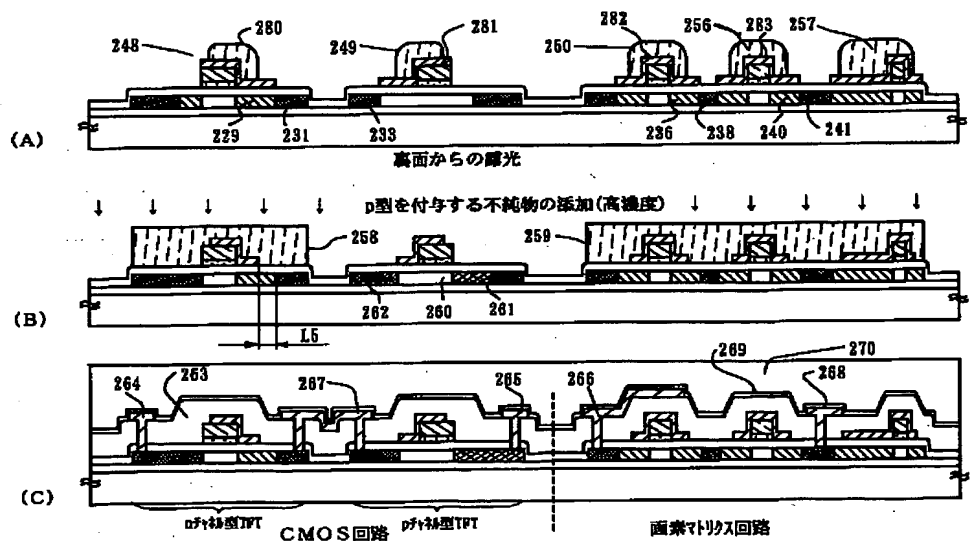 248 280 249 281 250 282 256 283 257
229 231 233 236 238 240 241
(A)
裏面からの露光
p型を付与する不純物の添加(高濃度)
258 259
262 260 261
(B)
L5
264 263 267 265 266 269 270 268
(C)
nチャネル型TFT pチャネル型TFT
CMOS回路 画素マトリクス回路